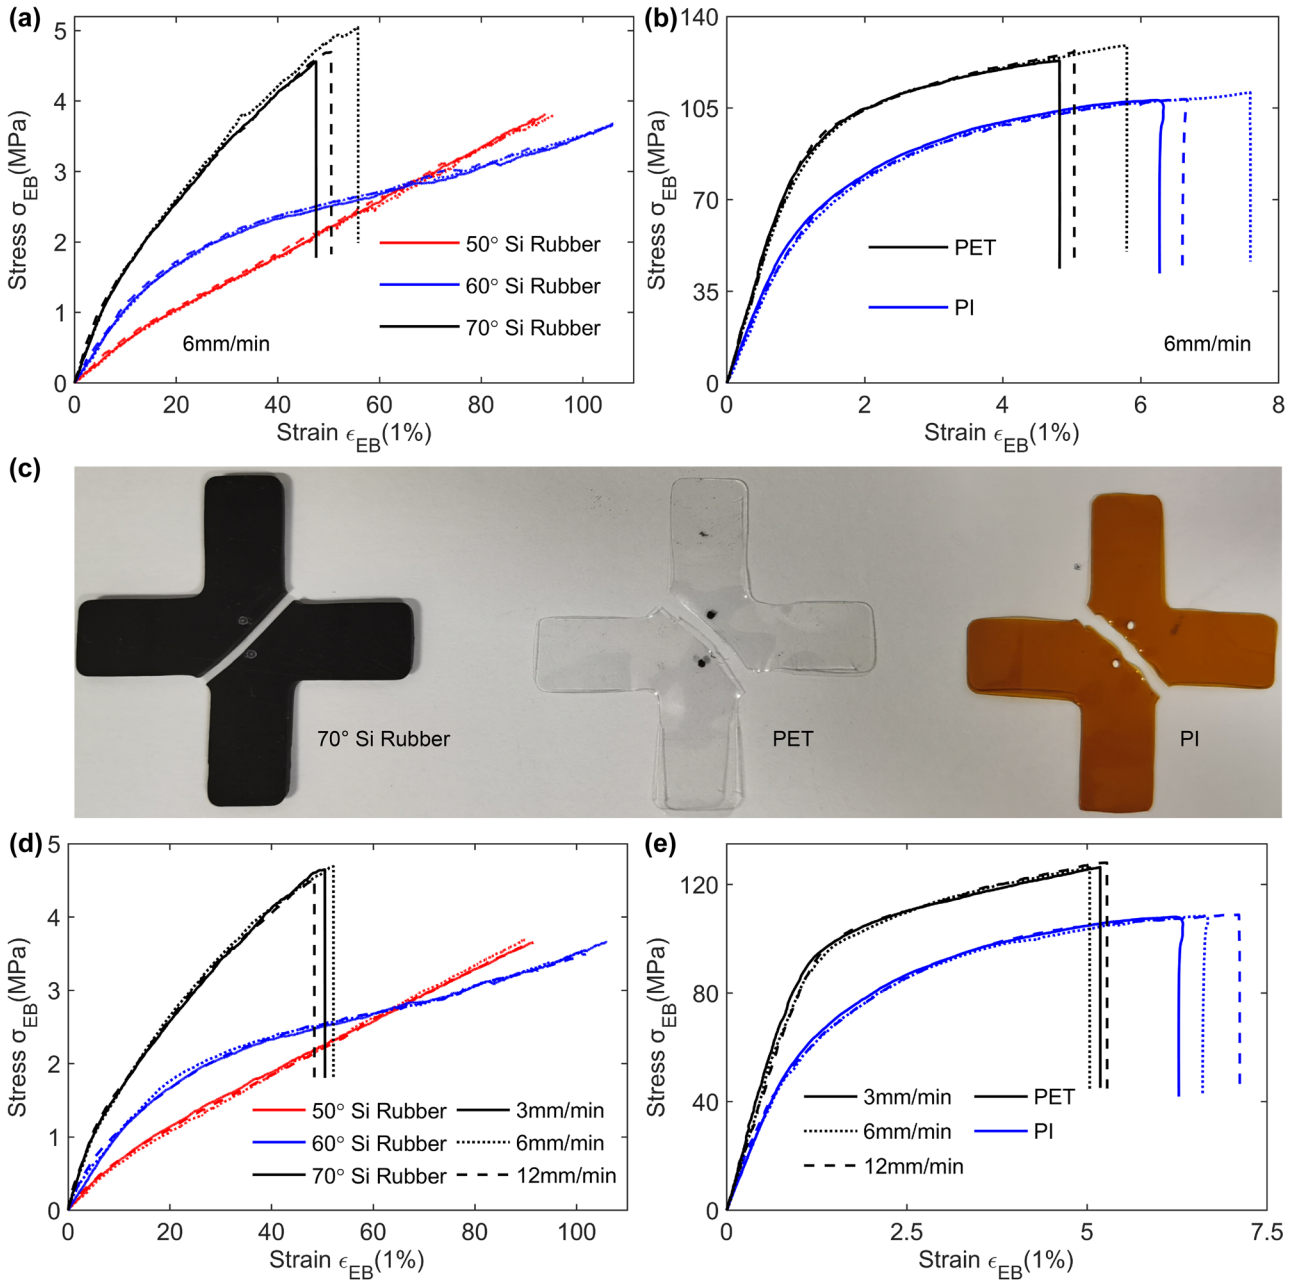 (a)
5
4
3
2
1
0
0 20 40 60 80 100
Stress σEB(MPa)
Strain ϵEB(1%)
50° Si Rubber
60° Si Rubber
70° Si Rubber
6mm/min
(b)
140
105
70
35
0
0 2 4 6 8
Stress σEB(MPa)
Strain ϵEB(1%)
PET
PI
6mm/min
(c)
70° Si Rubber
PET
PI
(d)
5
4
3
2
1
0
0 20 40 60 80 100
Stress σEB(MPa)
Strain ϵEB(1%)
50° Si Rubber 3mm/min
60° Si Rubber 6mm/min
70° Si Rubber 12mm/min
(e)
120
80
40
0
0 2.5 5 7.5
Stress σEB(MPa)
Strain ϵEB(1%)
3mm/min PET
6mm/min PI
12mm/min